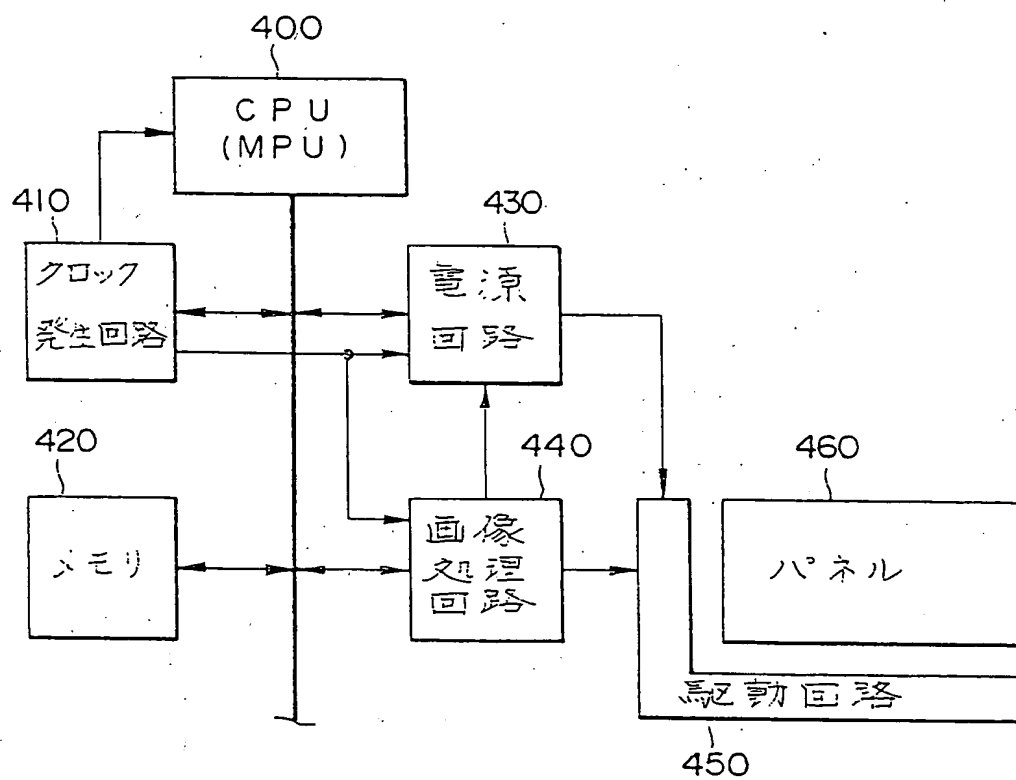 400
CPU
(MPU)
410
クロック
発生回路
430
電源
回路
420
メモリ
440
画像
処理
回路
460
パネル
駆動回路
450